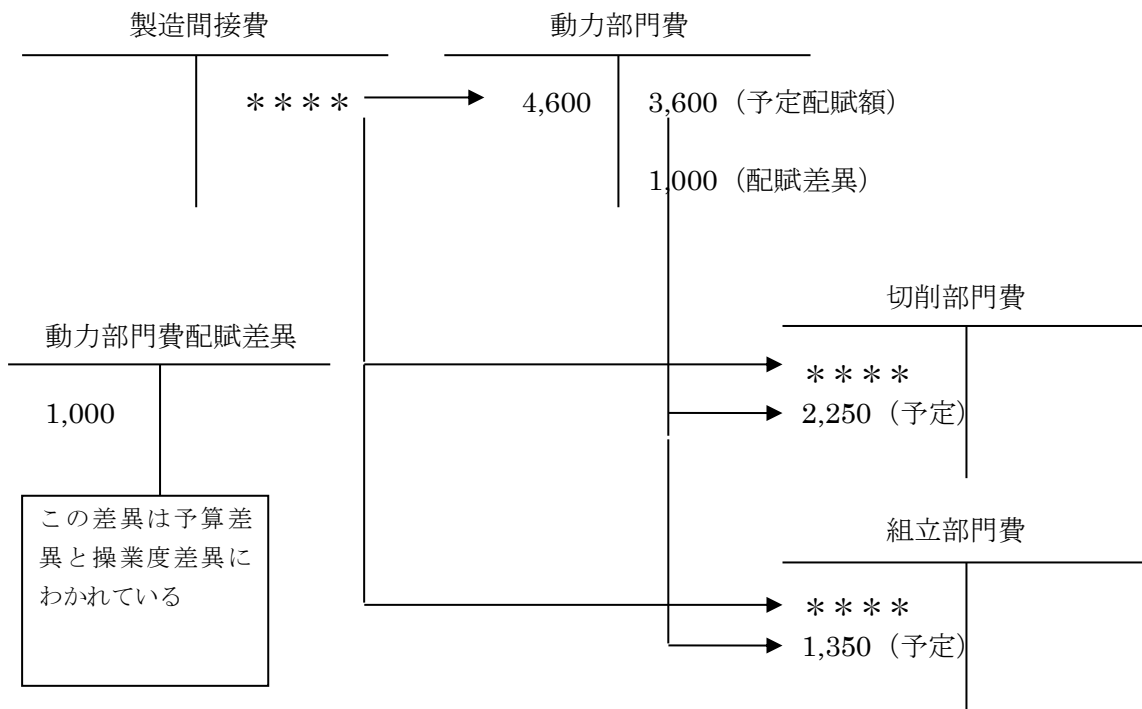 製造間接費
動力部門費
＊＊＊＊
4,600
3,600（予定配賦額）
1,000（配賦差異）
切削部門費
動力部門費配賦差異
＊＊＊＊
1,000
2,250（予定）
この差異は予算差
異と操業度差異に
わかれている
組立部門費
＊＊＊＊
1,350（予定）